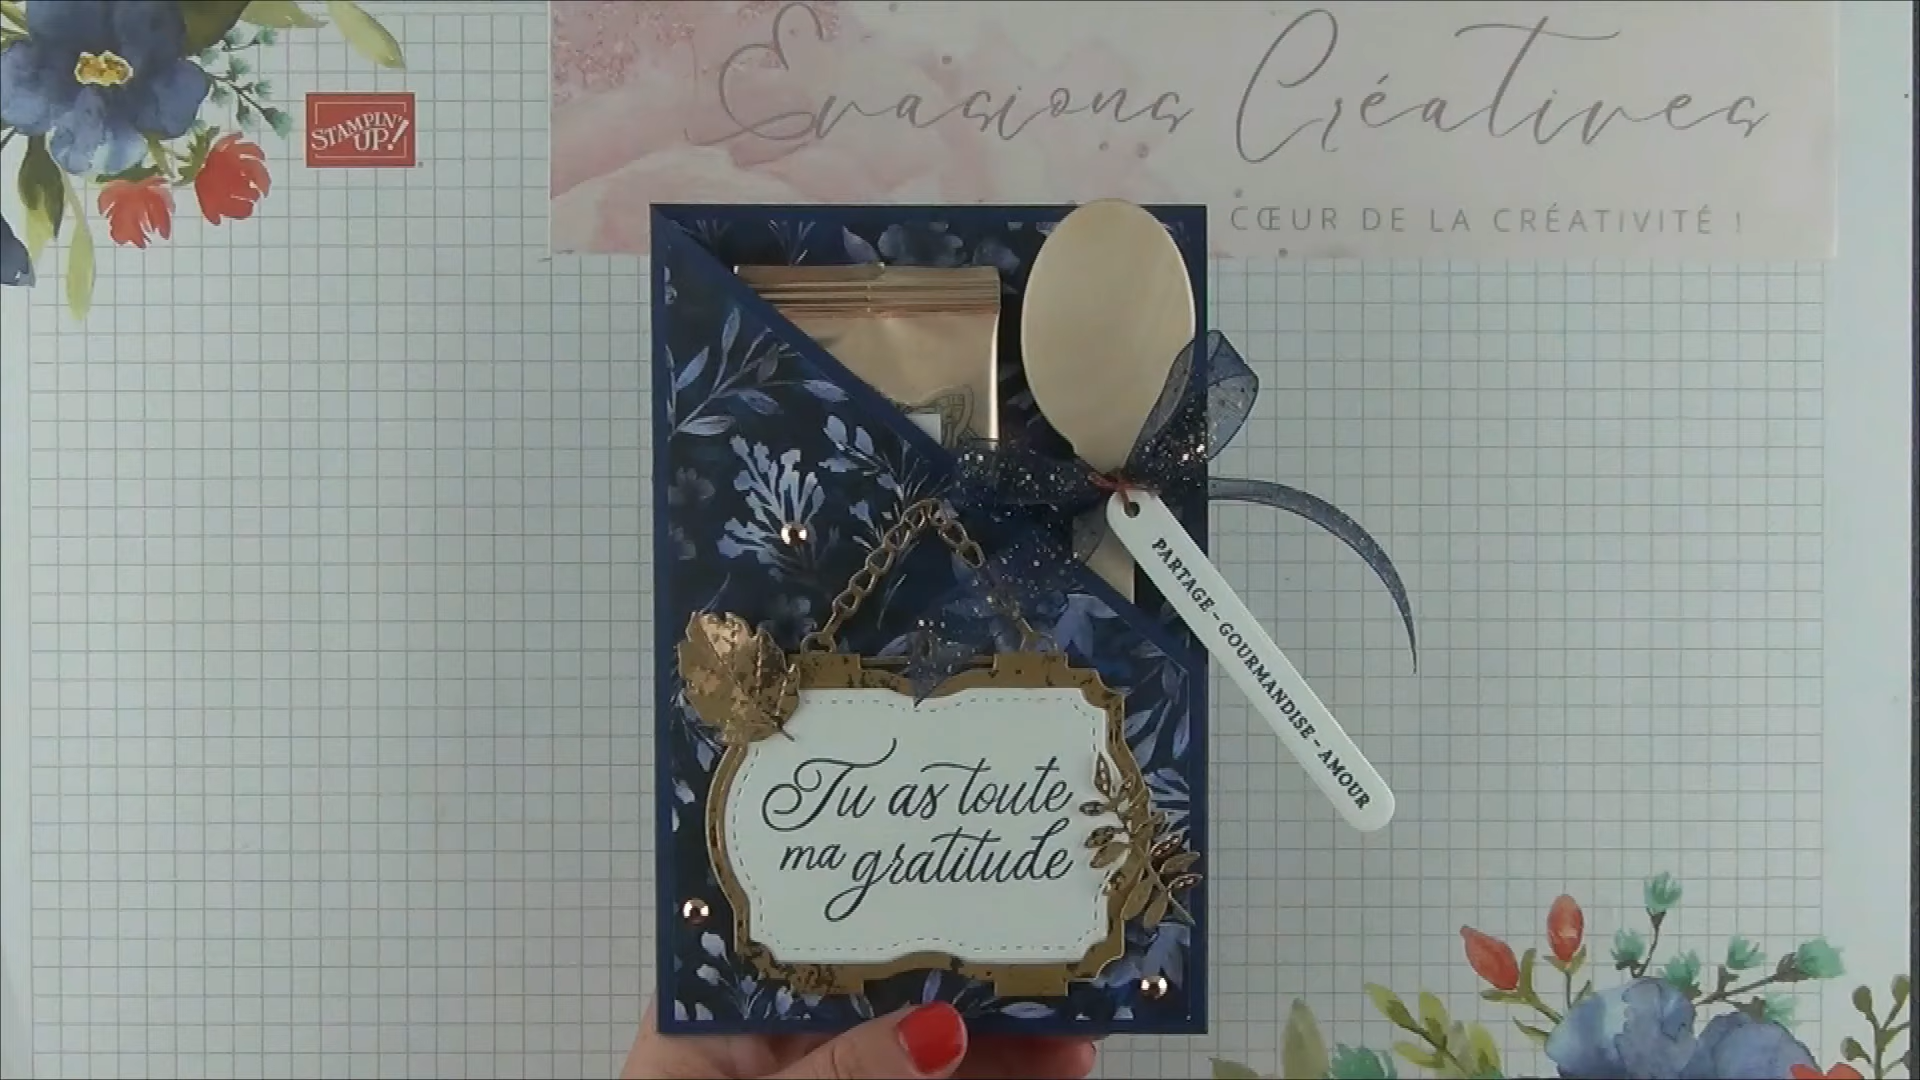 Evasions Créatives
CŒUR DE LA CRÉATIVITÉ !
STAMPIN'
UP!
PARTAGE - GOURMANDISE - AMOUR
Tu as toute
ma gratitude